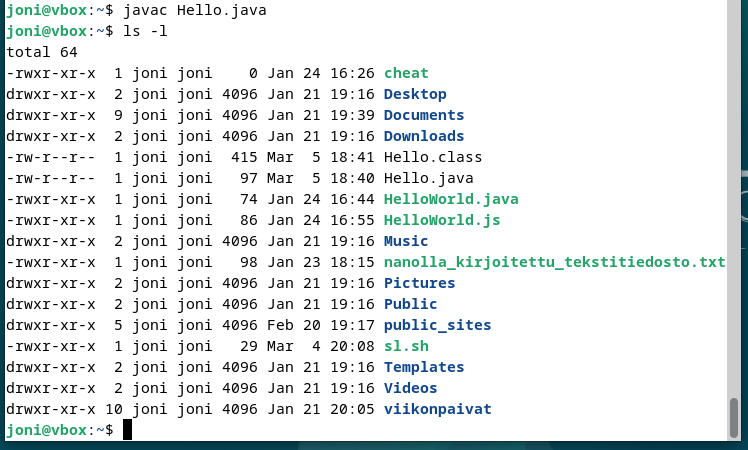 joni@vbox:~$ javac Hello.java
joni@vbox:~$ ls -l
total 64
-rwxr-xr-x  1 joni joni    0 Jan 24 16:26 cheat
drwxr-xr-x  2 joni joni 4096 Jan 21 19:16 Desktop
drwxr-xr-x  9 joni joni 4096 Jan 21 19:39 Documents
drwxr-xr-x  2 joni joni 4096 Jan 21 19:16 Downloads
-rw-r--r--  1 joni joni  415 Mar  5 18:41 Hello.class
-rw-r--r--  1 joni joni   97 Mar  5 18:40 Hello.java
-rwxr-xr-x  1 joni joni   74 Jan 24 16:44 HelloWorld.java
-rwxr-xr-x  1 joni joni   86 Jan 24 16:55 HelloWorld.js
drwxr-xr-x  2 joni joni 4096 Jan 21 19:16 Music
-rwxr-xr-x  1 joni joni   98 Jan 23 18:15 nanolla_kirjoitettu_tekstitiedosto.txt
drwxr-xr-x  2 joni joni 4096 Jan 21 19:16 Pictures
drwxr-xr-x  2 joni joni 4096 Jan 21 19:16 Public
drwxr-xr-x  5 joni joni 4096 Feb 20 19:17 public_sites
-rwxr-xr-x  1 joni joni   29 Mar  4 20:08 sl.sh
drwxr-xr-x  2 joni joni 4096 Jan 21 19:16 Templates
drwxr-xr-x  2 joni joni 4096 Jan 21 19:16 Videos
drwxr-xr-x 10 joni joni 4096 Jan 21 20:05 viikonpaivat
joni@vbox:~$